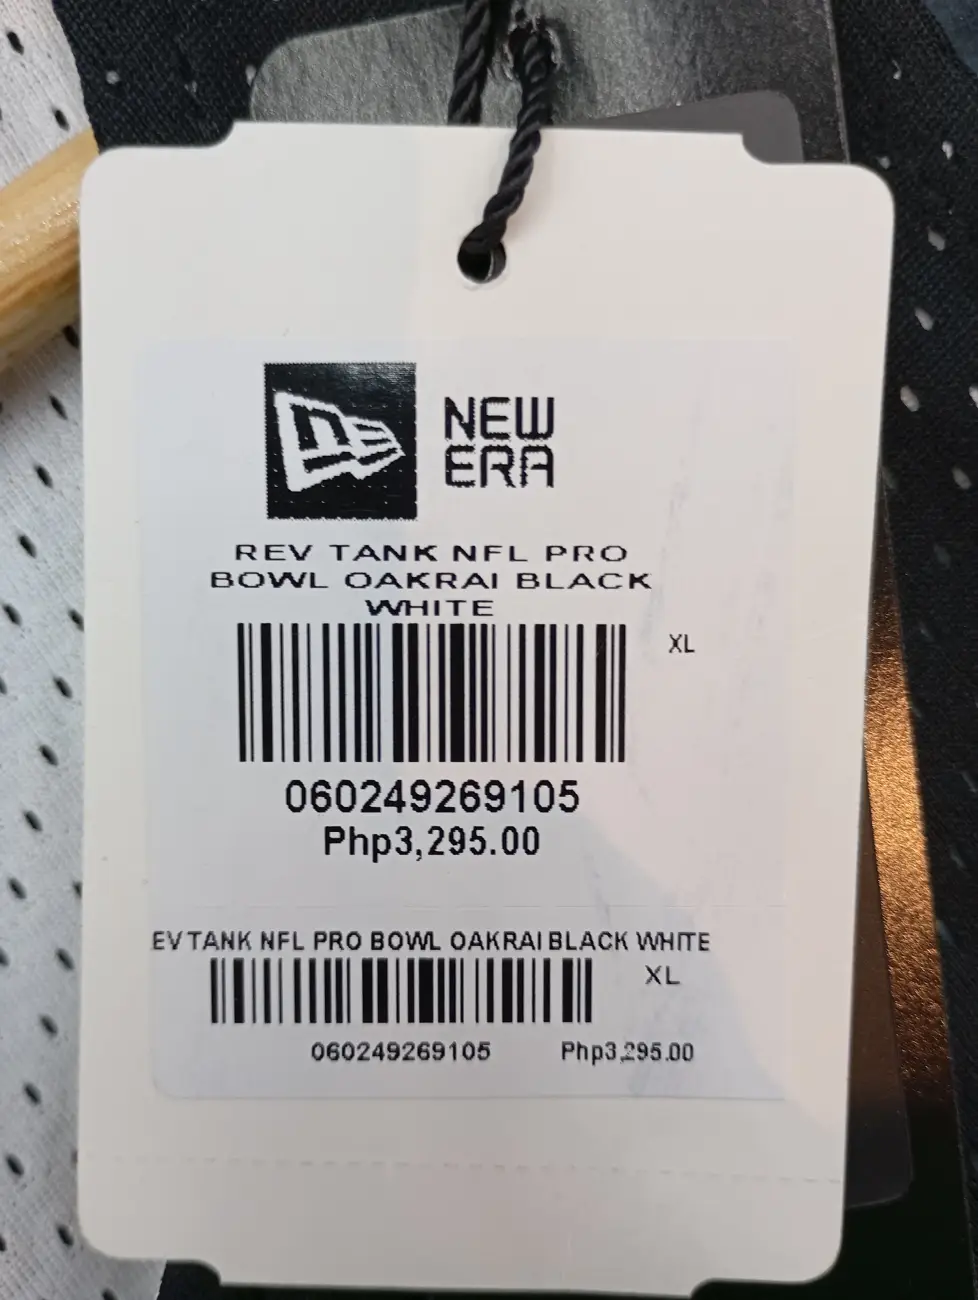 NEW
ERA
REV TANK NFL PRO
BOWL OAKRAI BLACK
WHITE
XL
060249269105
Php3,295.00
EV TANK NFL PRO BOWL OAKRAI BLACK WHITE
XL
060249269105 Php3,295.00